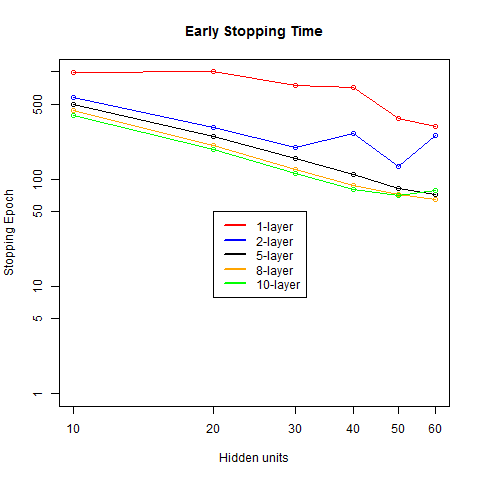 Early Stopping Time
Stopping Epoch
500
100
50
10
5
1
1-layer
2-layer
5-layer
8-layer
10-layer
10 20 30 40 50 60
Hidden units